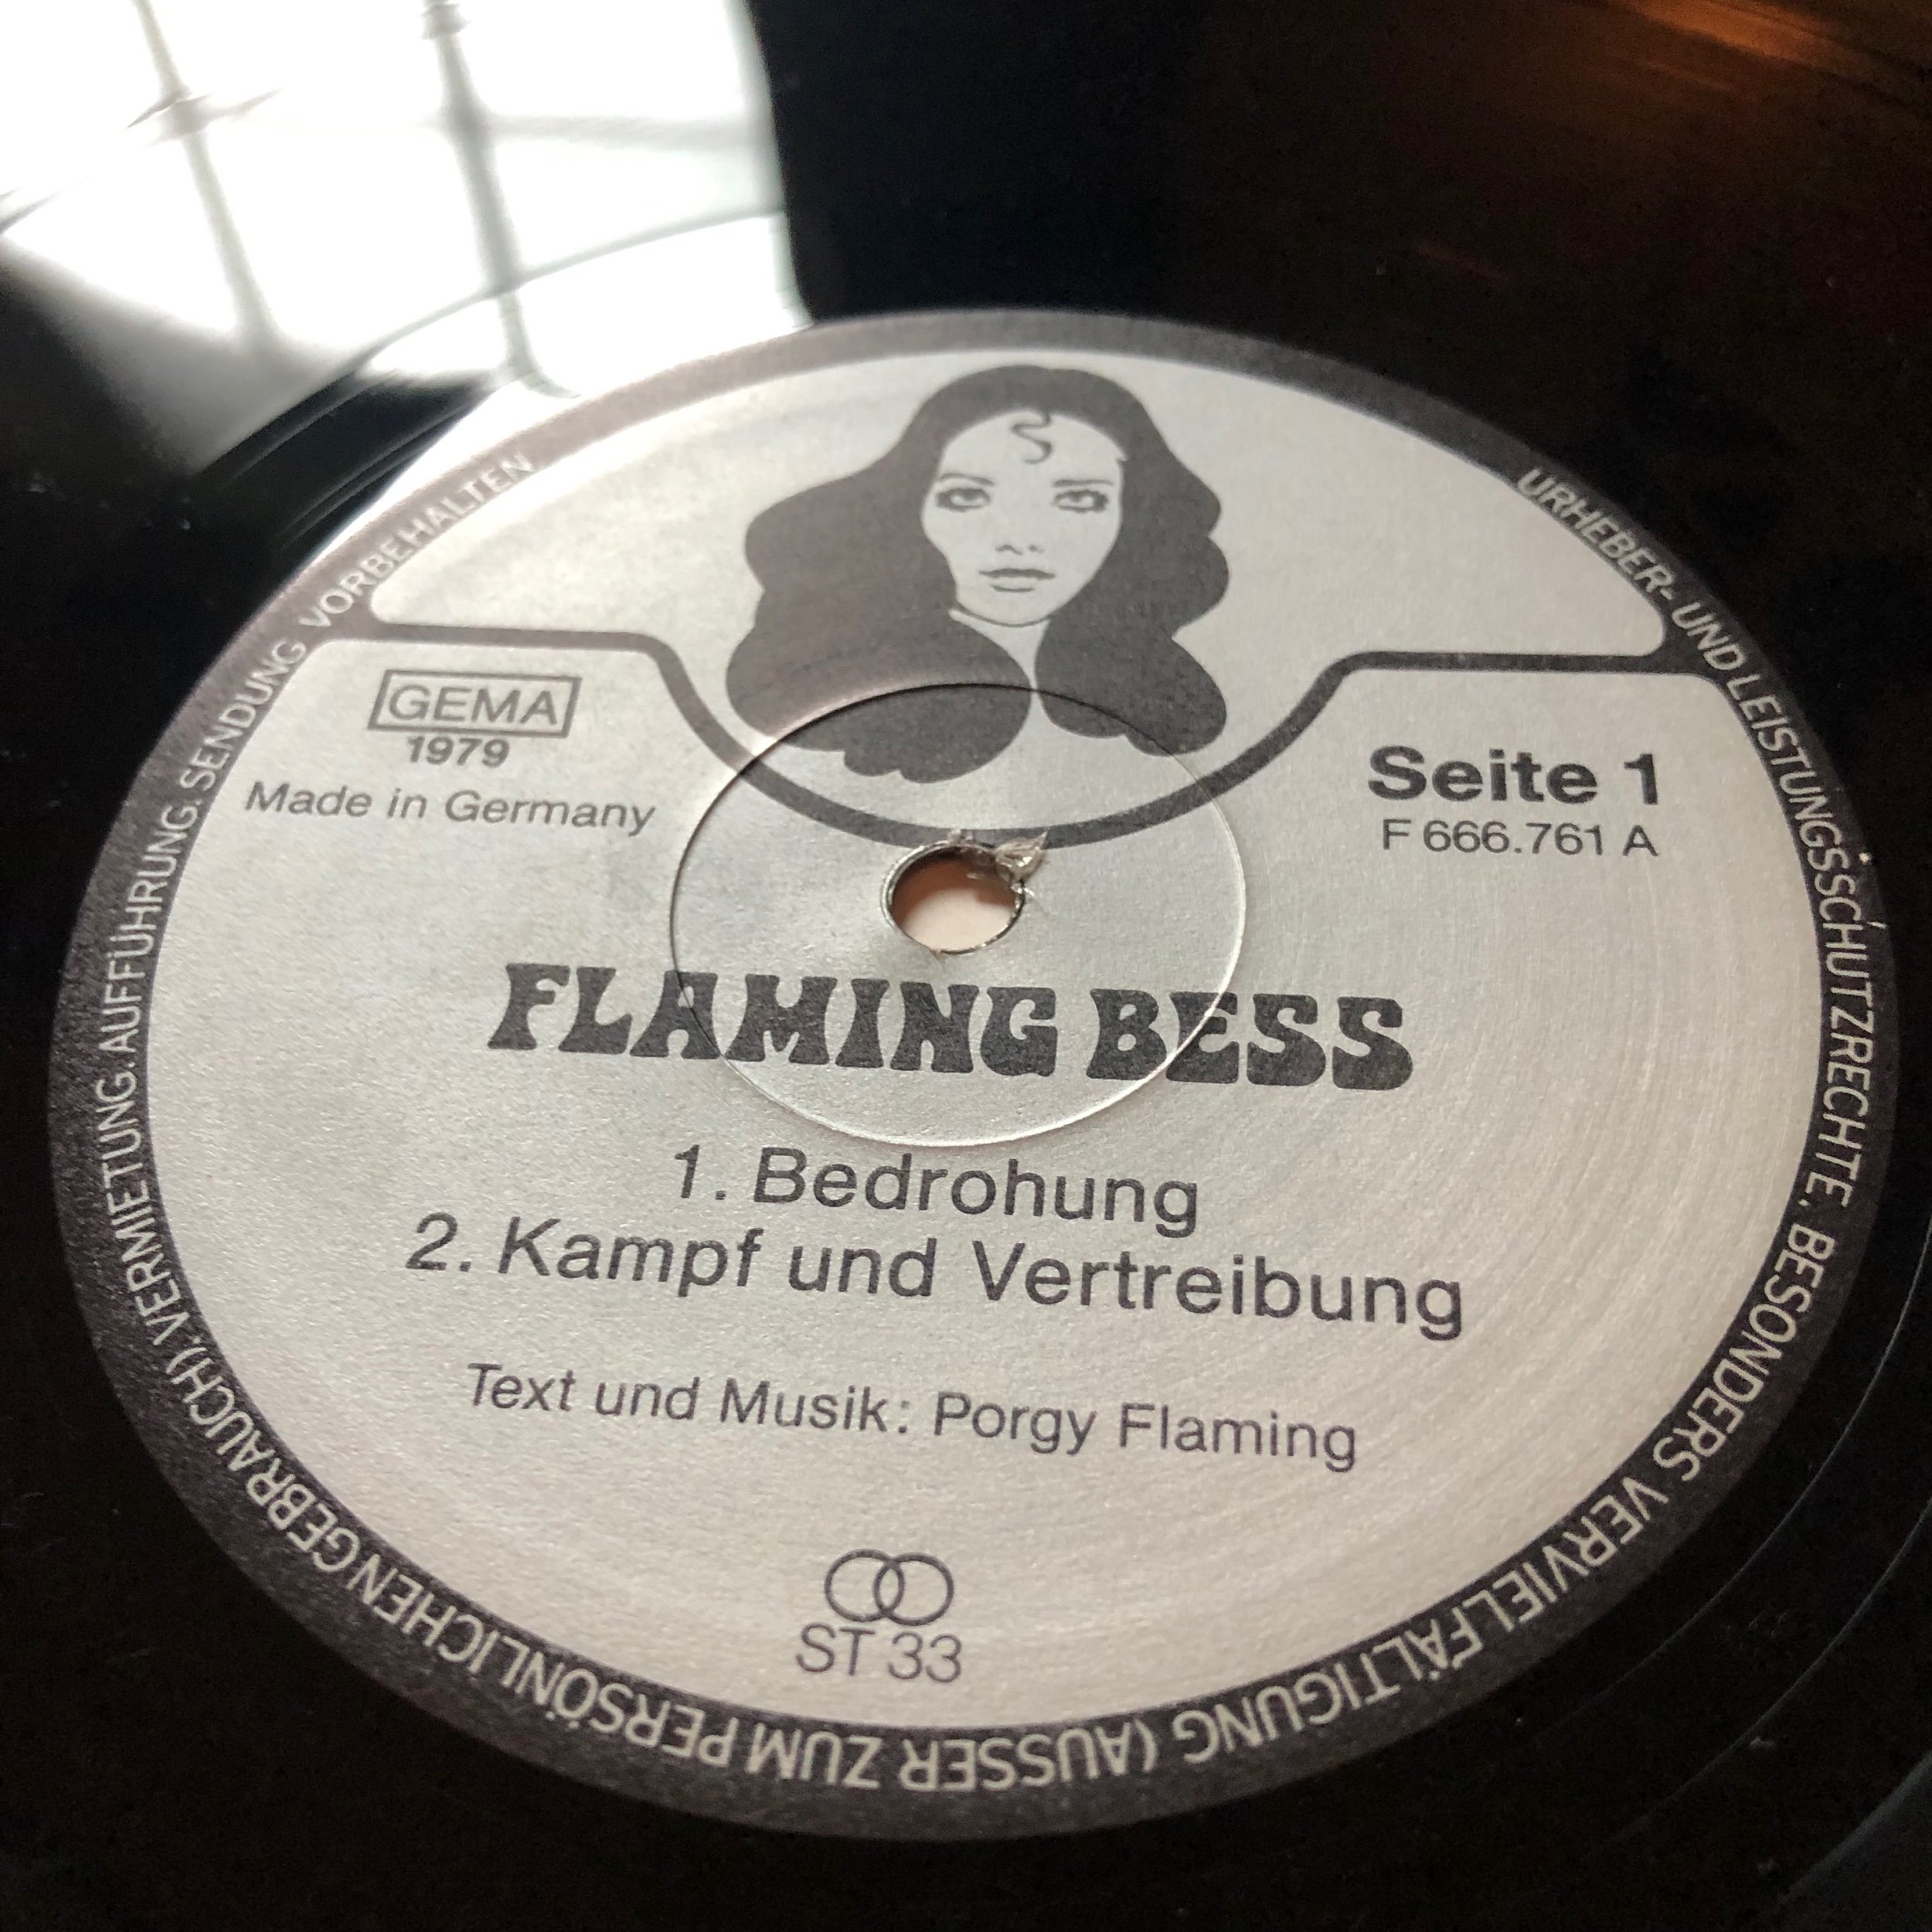 GEMA
1979
Made in Germany
Seite 1
F 666.761 A
FLAMING BESS
1. Bedrohung
2. Kampf und Vertreibung
Text und Musik: Porgy Flaming
ST 33
URHEBER- UND LEISTUNGSSCHUTZRECHTE, BESONDERS VERVIELFÄLTIGUNG (AUSSER ZUM PERSÖNLICHEN GEBRAUCH), VERMIETUNG. AUFFÜHRUNG. SENDUNG VORBEHALTEN